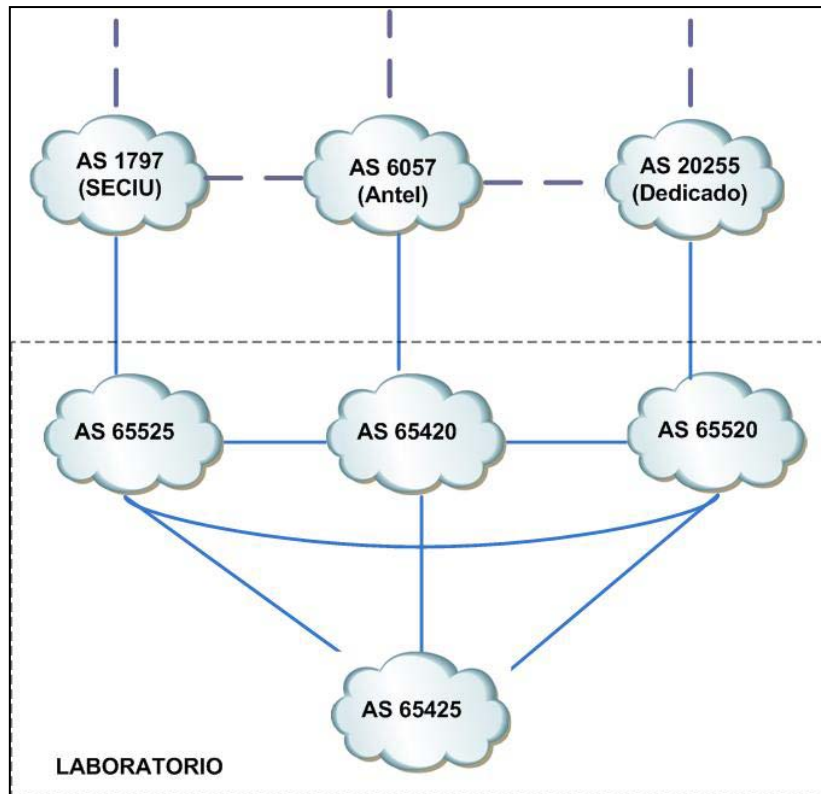 AS 1797
(SECIU)
AS 6057
(Antel)
AS 20255
(Dedicado)
AS 65525
AS 65420
AS 65520
AS 65425
LABORATORIO